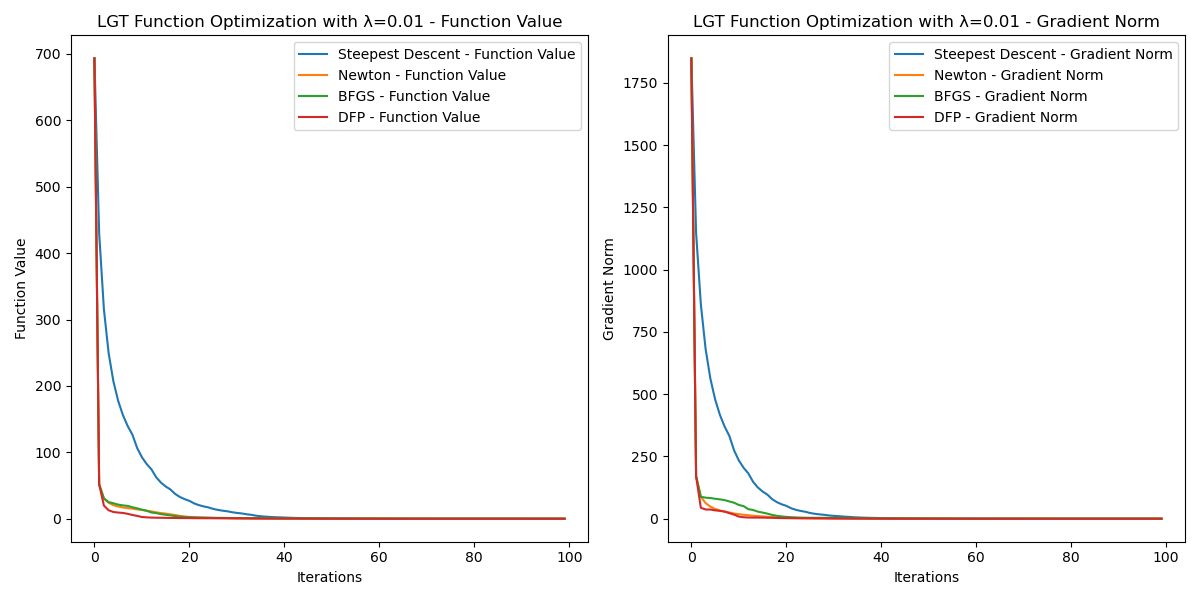 LGT Function Optimization with λ=0.01 - Function Value
700
600
500
400
300
200
100
0
Function Value
Steepest Descent - Function Value
Newton - Function Value
BFGS - Function Value
DFP - Function Value
0 20 40 60 80 100
Iterations
LGT Function Optimization with λ=0.01 - Gradient Norm
1750
1500
1250
1000
750
500
250
0
Gradient Norm
Steepest Descent - Gradient Norm
Newton - Gradient Norm
BFGS - Gradient Norm
DFP - Gradient Norm
0 20 40 60 80 100
Iterations